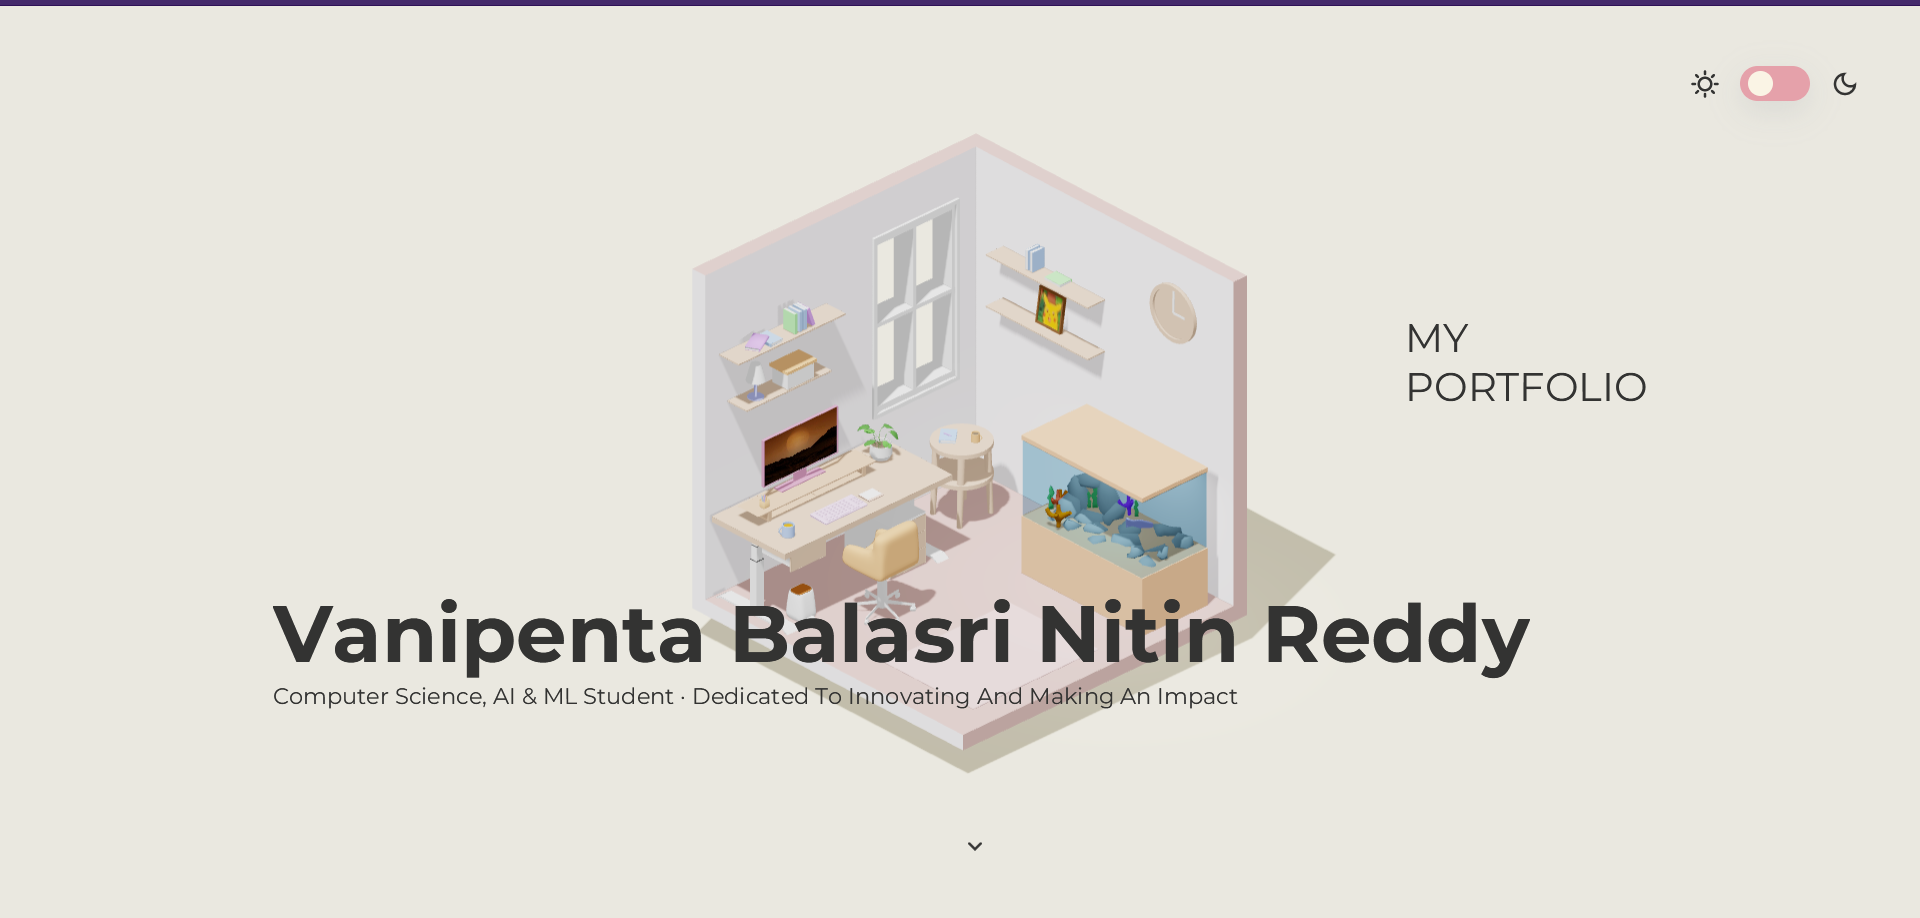 MY
PORTFOLIO
Vanipenta Balasri Nitin Reddy
Computer Science, AI & ML Student · Dedicated To Innovating And Making An Impact